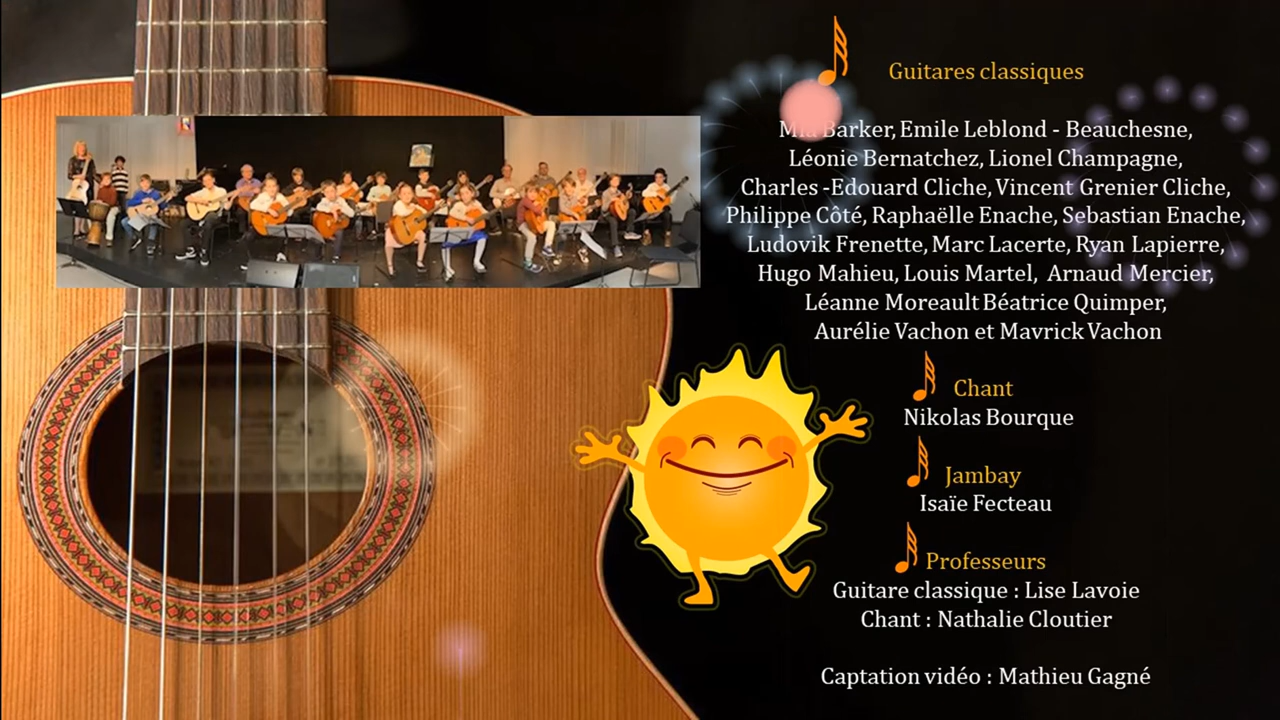 Guitares classiques
Mia Barker, Emile Leblond - Beauchesne,
Léonie Bernatchez, Lionel Champagne,
Charles -Edouard Cliche, Vincent Grenier Cliche,
Philippe Côté, Raphaëlle Enache, Sebastian Enache,
Ludovik Frenette, Marc Lacerte, Ryan Lapierre,
Hugo Mahieu, Louis Martel, Arnaud Mercier,
Léanne Moreault Béatrice Quimper,
Aurélie Vachon et Mavrick Vachon
Chant
Nikolas Bourque
Jambay
Isaïe Fecteau
Professeurs
Guitare classique : Lise Lavoie
Chant : Nathalie Cloutier
Captation vidéo : Mathieu Gagné